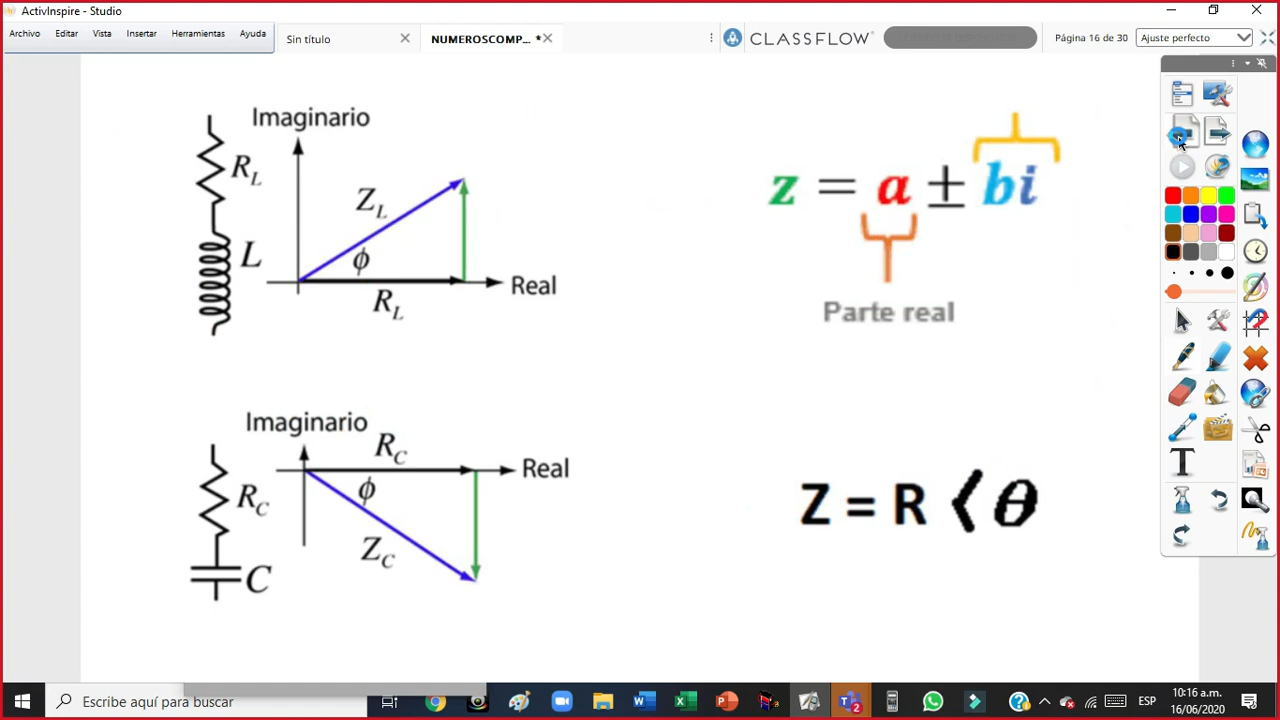 ActivInspire - Studio
Archivo Editar Vista Insertar Herramientas Ayuda
Sin título
NUMEROSCOMP... *
CLASSFLOW
Página 16 de 30
Ajuste perfecto
Imaginario
R_L
Z_L
L
ϕ
Real
R_L
z = a ± bi
Parte real
Imaginario
R_C
Real
R_C
ϕ
Z_C
C
Z = R ⟨ θ
T
Escribe aquí para buscar
ESP
10:16 a.m.
16/06/2020
2